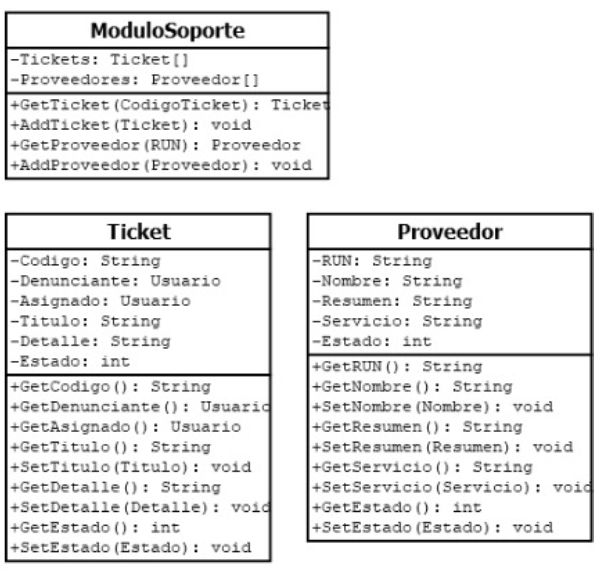 ModuloSoporte
-Tickets: Ticket[]
-Proveedores: Proveedor[]
+GetTicket(CodigoTicket): Ticket
+AddTicket(Ticket): void
+GetProveedor(RUN): Proveedor
+AddProveedor(Proveedor): void
Ticket
-Codigo: String
-Denunciante: Usuario
-Asignado: Usuario
-Titulo: String
-Detalle: String
-Estado: int
+GetCodigo(): String
+GetDenunciante(): Usuario
+GetAsignado(): Usuario
+GetTitulo(): String
+SetTitulo(Titulo): void
+GetDetalle(): String
+SetDetalle(Detalle): void
+GetEstado(): int
+SetEstado(Estado): void
Proveedor
-RUN: String
-Nombre: String
-Resumen: String
-Servicio: String
-Estado: int
+GetRUN(): String
+GetNombre(): String
+SetNombre(Nombre): void
+GetResumen(): String
+SetResumen(Resumen): void
+GetServicio(): String
+SetServicio(Servicio): void
+GetEstado(): int
+SetEstado(Estado): void